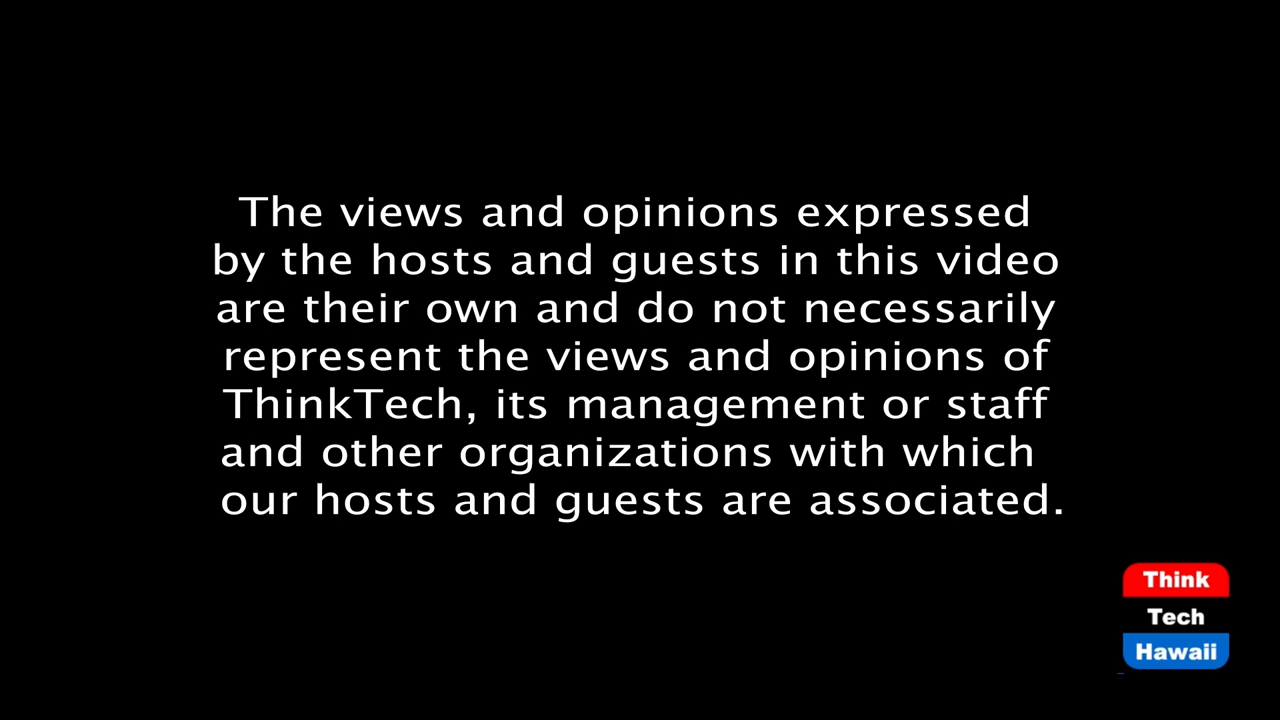 The views and opinions expressed
by the hosts and guests in this video
are their own and do not necessarily
represent the views and opinions of
ThinkTech, its management or staff
and other organizations with which
our hosts and guests are associated.
Think
Tech
Hawaii